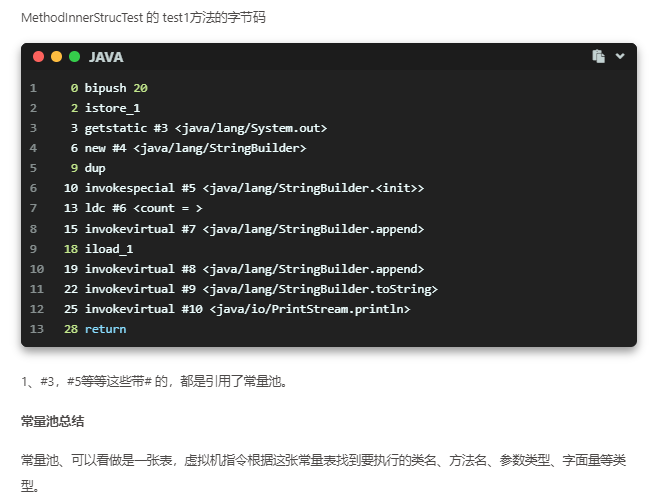 MethodInnerStrucTest 的 test1方法的字节码
JAVA
1 0 bipush 20
2 2 istore_1
3 3 getstatic #3 <java/lang/System.out>
4 6 new #4 <java/lang/StringBuilder>
5 9 dup
6 10 invokespecial #5 <java/lang/StringBuilder.<init>>
7 13 ldc #6 <count = >
8 15 invokevirtual #7 <java/lang/StringBuilder.append>
9 18 iload_1
10 19 invokevirtual #8 <java/lang/StringBuilder.append>
11 22 invokevirtual #9 <java/lang/StringBuilder.toString>
12 25 invokevirtual #10 <java/io/PrintStream.println>
13 28 return
1、#3，#5等等这些带# 的，都是引用了常量池。
常量池总结
常量池、可以看做是一张表，虚拟机指令根据这张常量表找到要执行的类名、方法名、参数类型、字面量等类
型。